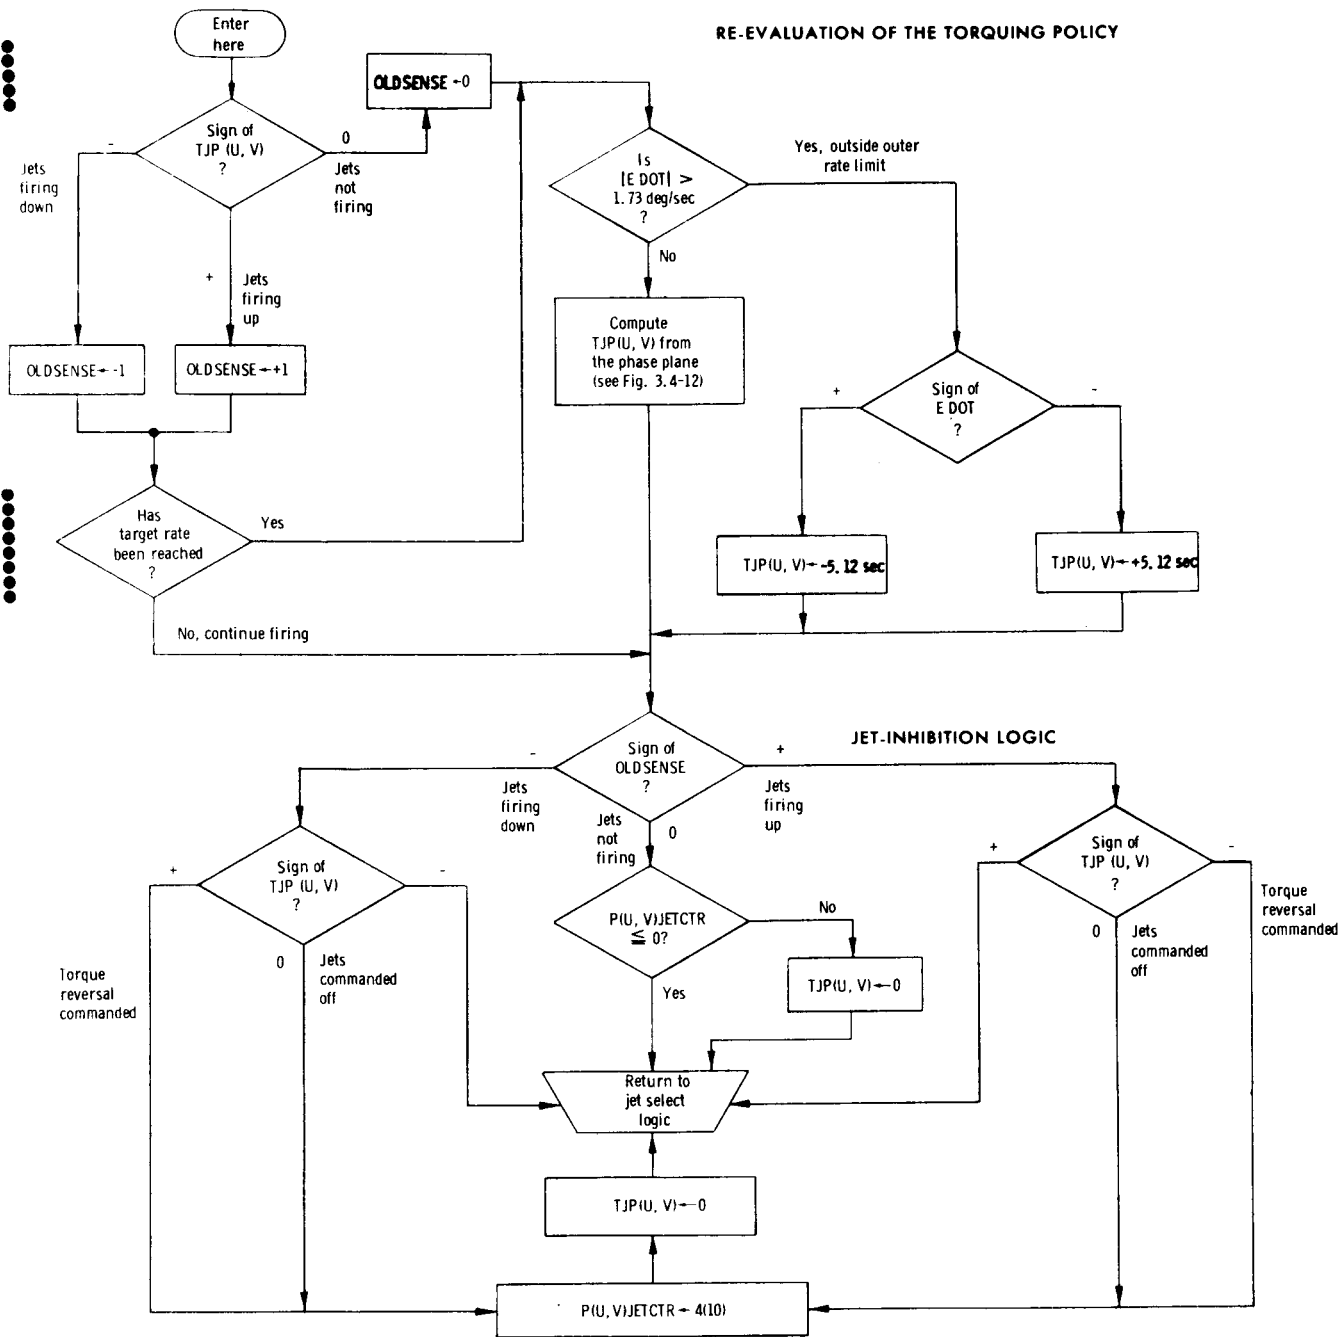 RE-EVALUATION OF THE TORQUING POLICY
Enter
here
OLDSENSE ←0
Sign of
TJP (U, V)
?
-
Jets
firing
down
0
Jets
not
firing
+
Jets
firing
up
OLDSENSE←-1
OLDSENSE←+1
Has
target rate
been reached
?
Yes
No, continue firing
Is
|E DOT| >
1.73 deg/sec
?
Yes, outside outer
rate limit
No
Compute
TJP(U, V) from
the phase plane
(see Fig. 3.4-12)
Sign of
E DOT
?
+
-
TJP(U, V)←-5.12 sec
TJP(U, V)←+5.12 sec
JET-INHIBITION LOGIC
Sign of
OLDSENSE
?
-
Jets
firing
down
Jets
not
firing
0
+
Jets
firing
up
Sign of
TJP (U, V)
?
+
-
Torque
reversal
commanded
0
Jets
commanded
off
P(U, V)JETCTR
≦ 0?
No
Yes
TJP(U, V)←0
Sign of
TJP (U, V)
?
+
-
Torque
reversal
commanded
0
Jets
commanded
off
Return to
jet select
logic
TJP(U, V)←0
P(U,V)JETCTR ← 4(10)